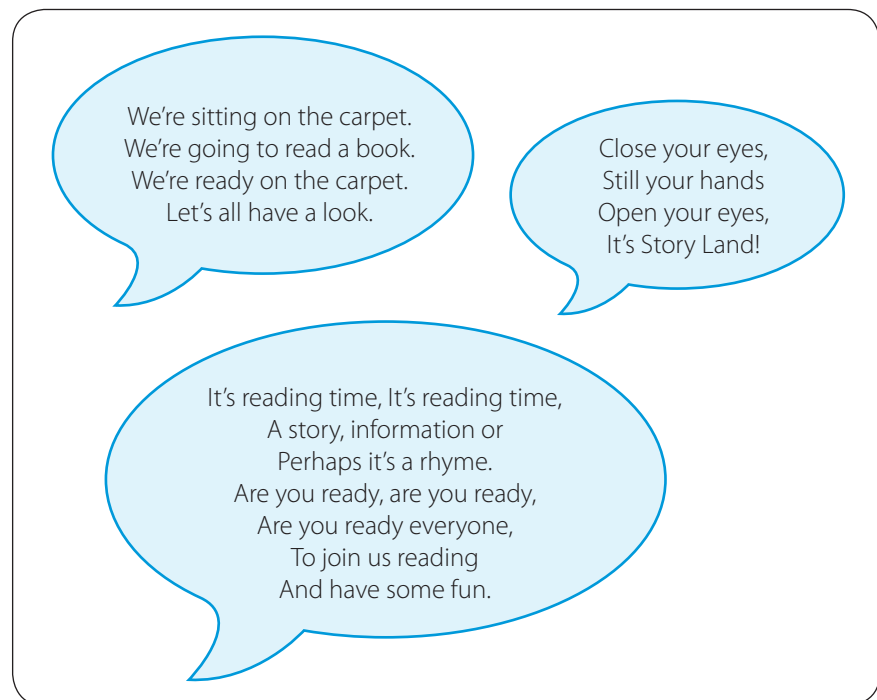 We’re sitting on the carpet.
We’re going to read a book.
We’re ready on the carpet.
Let’s all have a look.
Close your eyes,
Still your hands
Open your eyes,
It’s Story Land!
It’s reading time, It’s reading time,
A story, information or
Perhaps it’s a rhyme.
Are you ready, are you ready,
Are you ready everyone,
To join us reading
And have some fun.